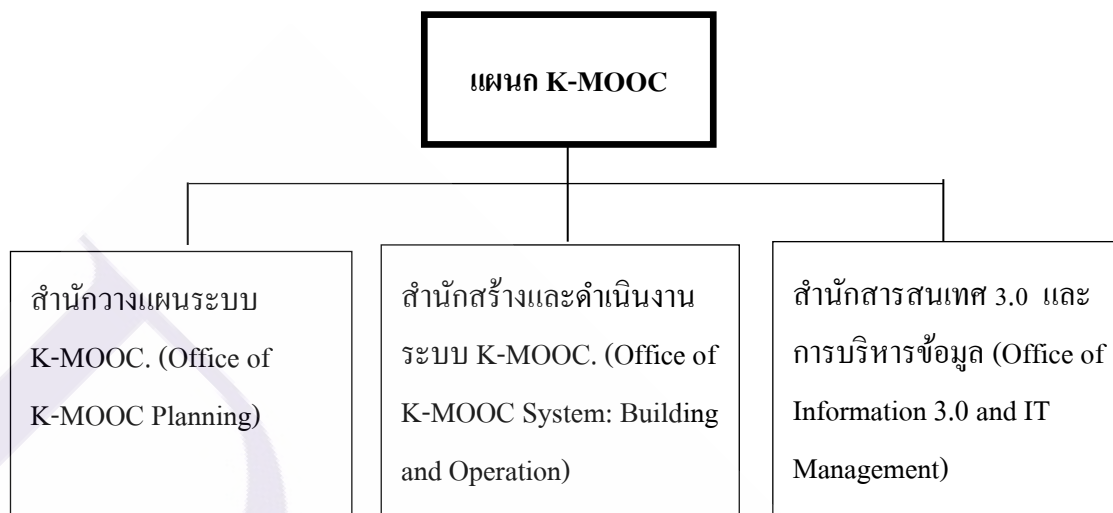 แผนก K-MOOC
สำนักวางแผนระบบ
K-MOOC. (Office of
K-MOOC Planning)
สำนักสร้างและดำเนินงาน
ระบบ K-MOOC. (Office of
K-MOOC System: Building
and Operation)
สำนักสารสนเทศ 3.0 และ
การบริหารข้อมูล (Office of
Information 3.0 and IT
Management)